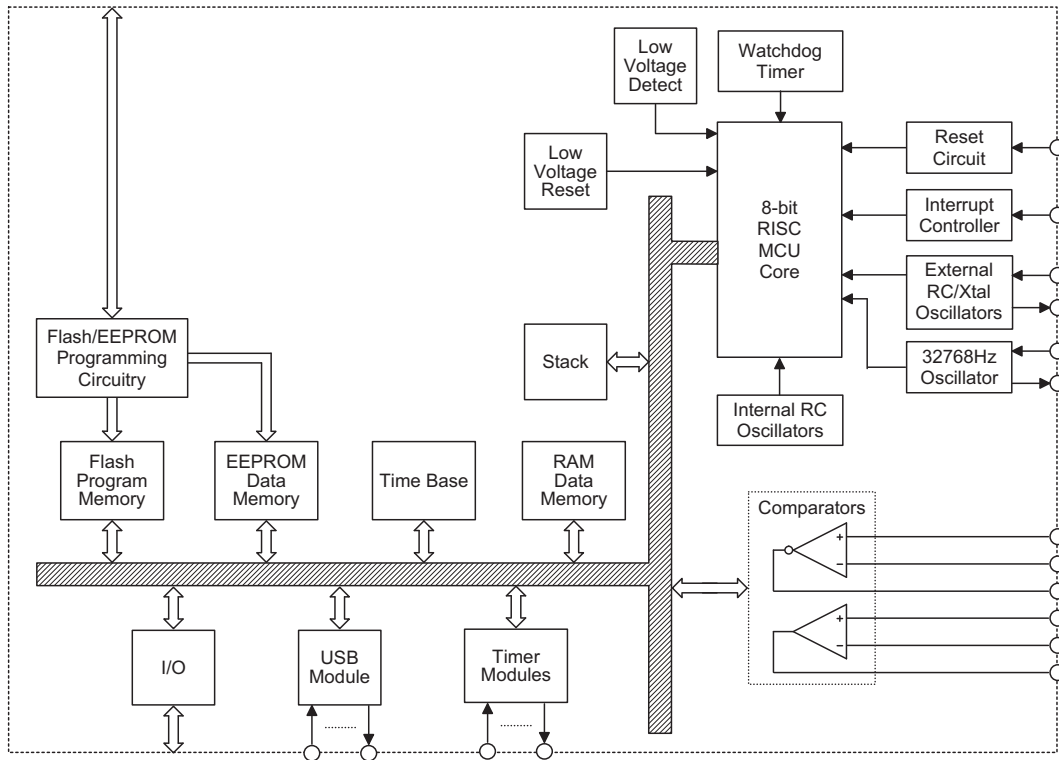 Low
Voltage
Detect
Watchdog
Timer
Low
Voltage
Reset
8-bit
RISC
MCU
Core
Reset
Circuit
Interrupt
Controller
External
RC/Xtal
Oscillators
32768Hz
Oscillator
Internal RC
Oscillators
Flash/EEPROM
Programming
Circuitry
Stack
Flash
Program
Memory
EEPROM
Data
Memory
Time Base
RAM
Data
Memory
Comparators
+
−
+
−
I/O
USB
Module
Timer
Modules